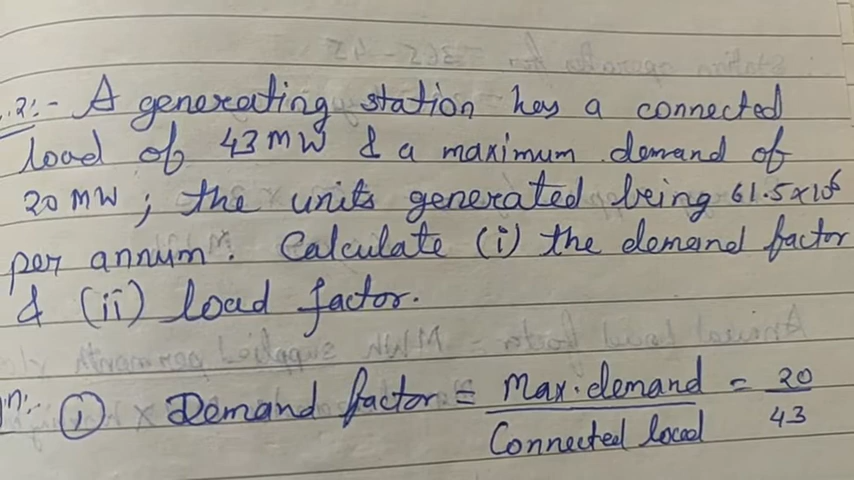 2:- A generating station has a connected
load of 43 MW & a maximum demand of
20 MW ; the units generated being 61.5 × 10⁶
per annum. Calculate (i) the demand factor
& (ii) load factor.
n:- (i) Demand factor = Max. demand / Connected load = 20 / 43